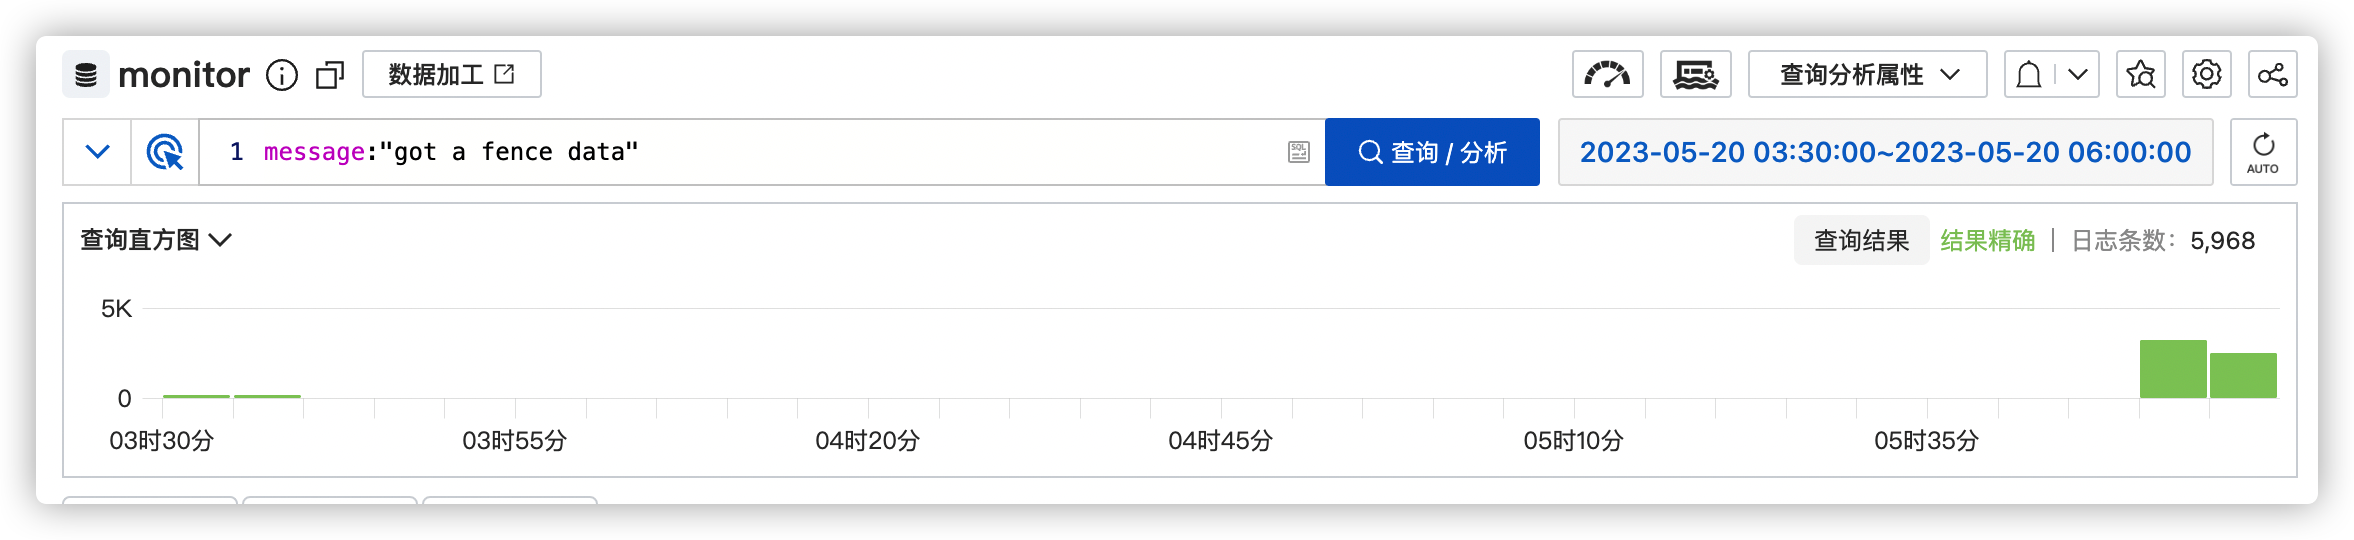 monitor 数据加工 查询分析属性
1 message:"got a fence data" SQL 查询 / 分析 2023-05-20 03:30:00~2023-05-20 06:00:00 AUTO
查询直方图 查询结果 结果精确 日志条数： 5,968
5K
0
03时30分 03时55分 04时20分 04时45分 05时10分 05时35分